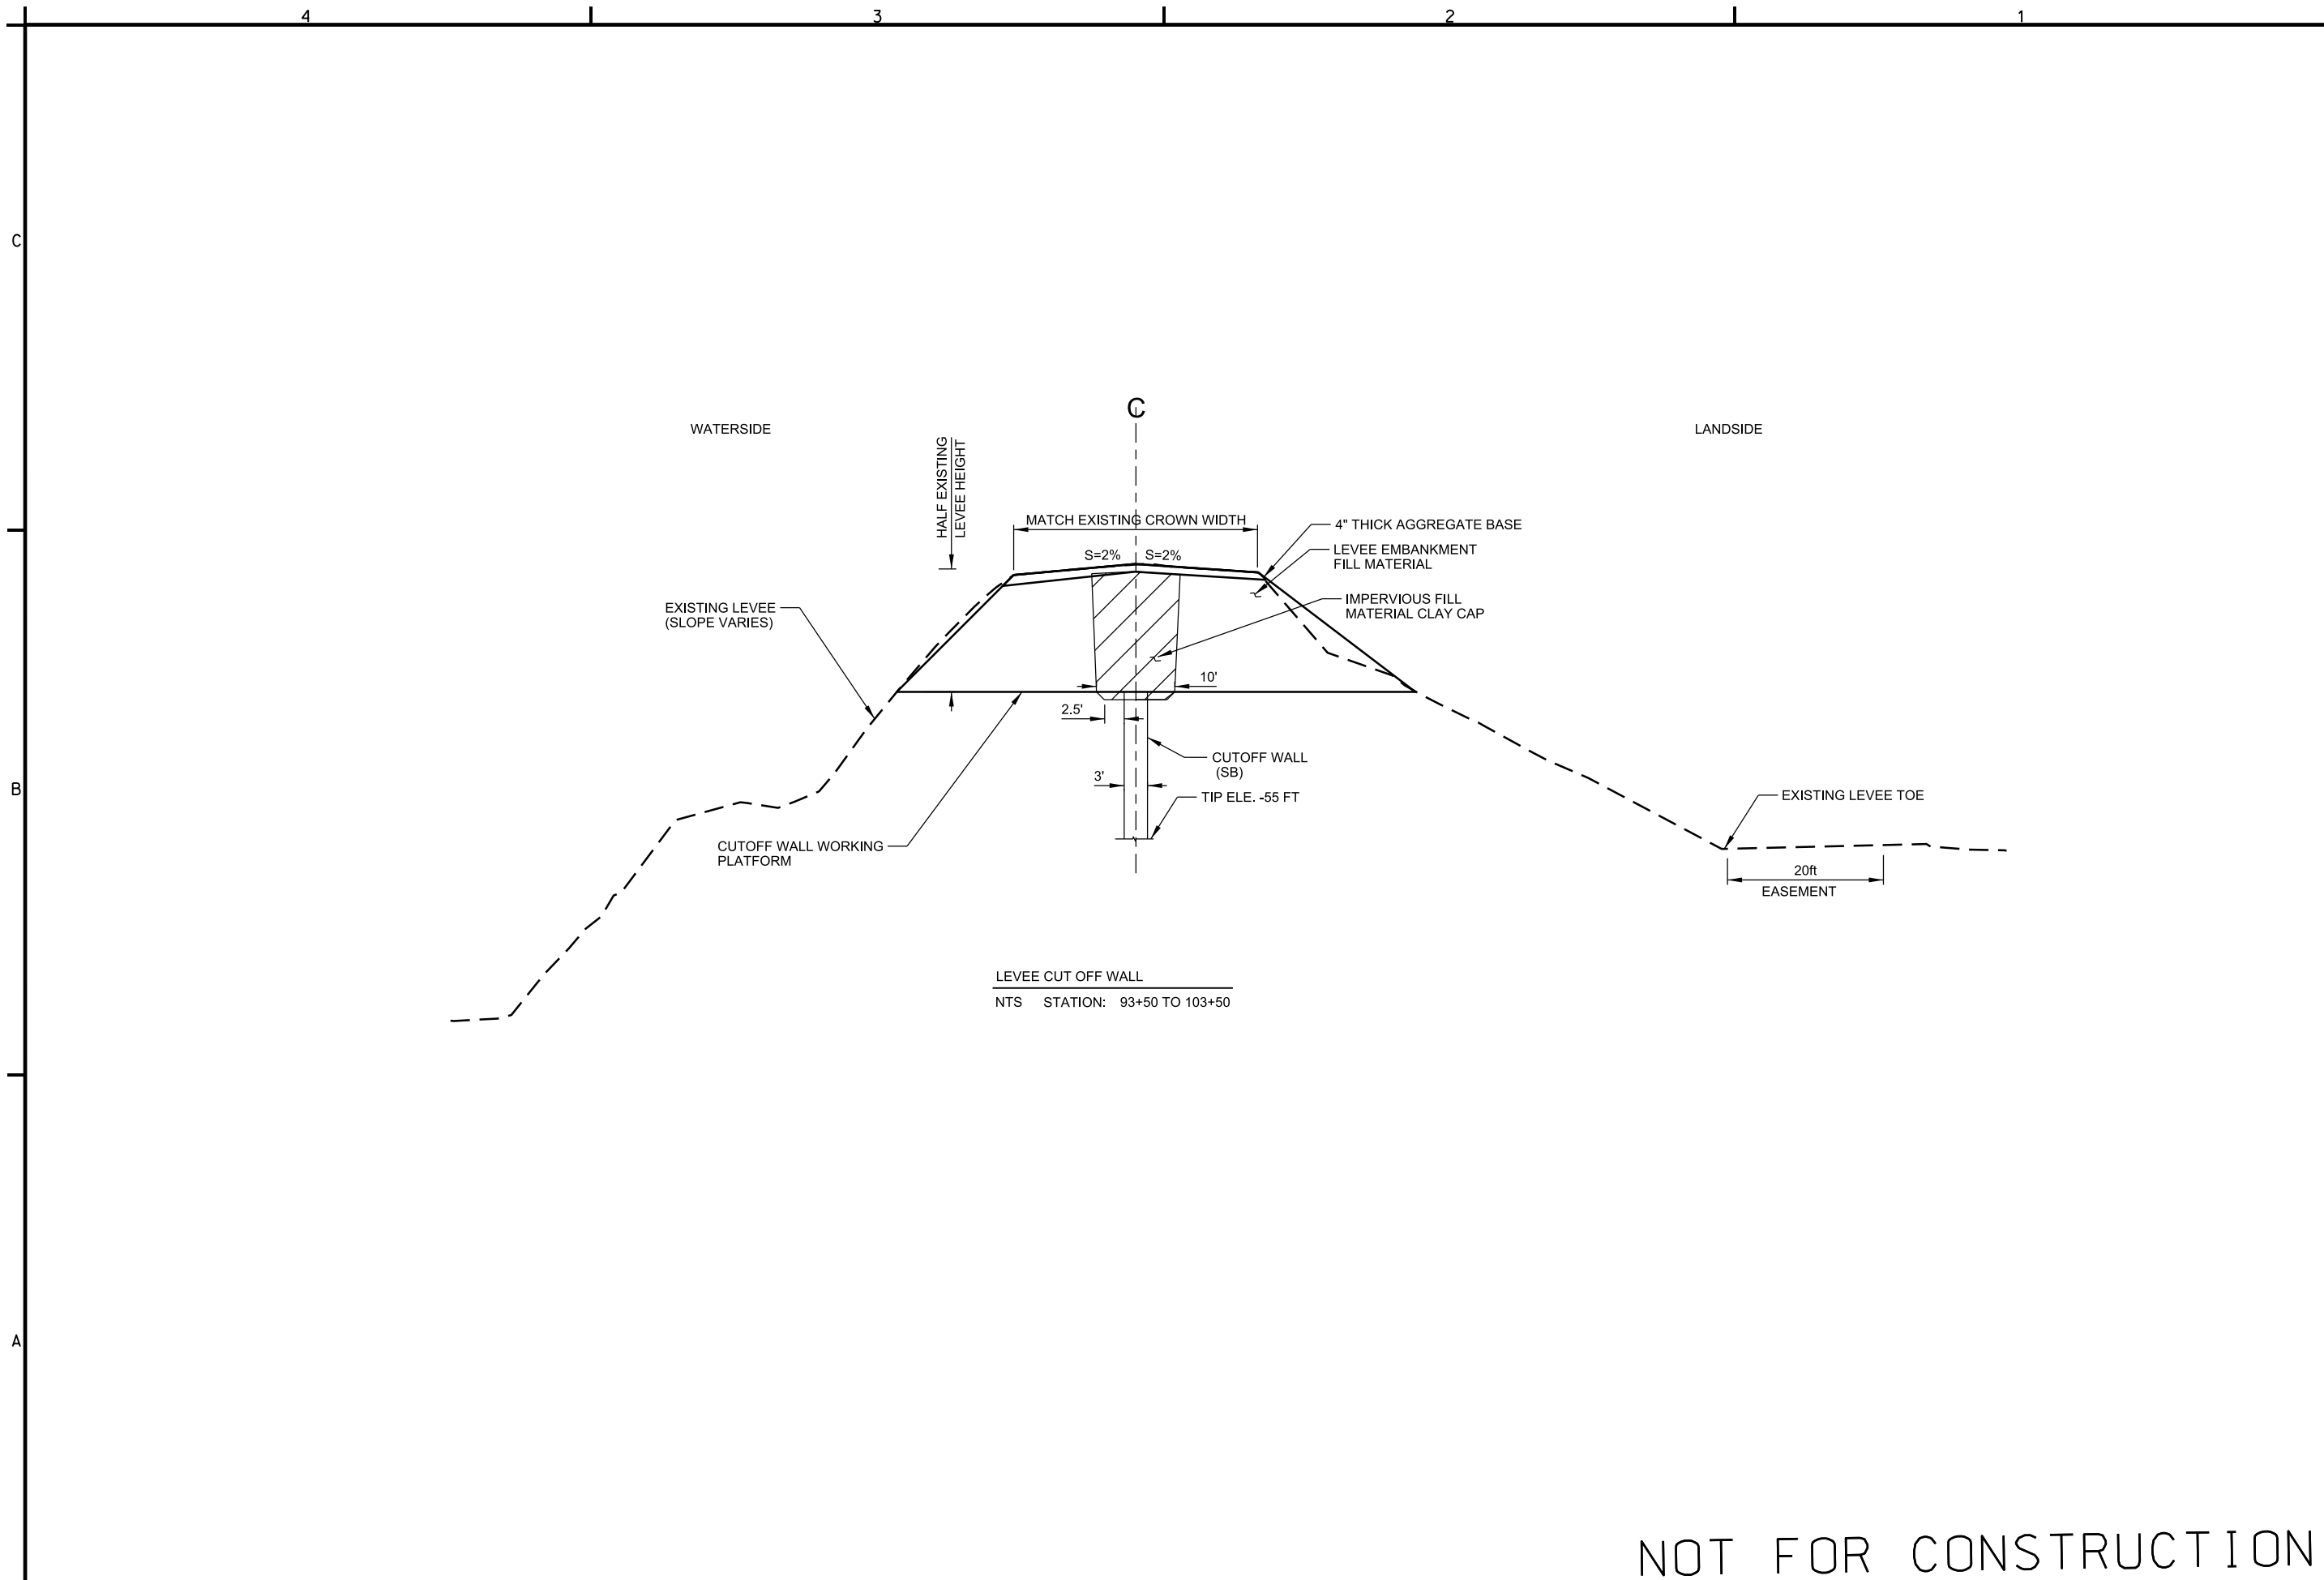 4 3 2 1
C
WATERSIDE
LANDSIDE
HALF EXISTING
LEVEE HEIGHT
MATCH EXISTING CROWN WIDTH
S=2% S=2%
4" THICK AGGREGATE BASE
LEVEE EMBANKMENT
FILL MATERIAL
IMPERVIOUS FILL
MATERIAL CLAY CAP
EXISTING LEVEE
(SLOPE VARIES)
10'
2.5'
CUTOFF WALL
(SB)
3'
TIP ELE. -55 FT
B
EXISTING LEVEE TOE
CUTOFF WALL WORKING
PLATFORM
20ft
EASEMENT
LEVEE CUT OFF WALL
NTS STATION: 93+50 TO 103+50
A
NOT FOR CONSTRUCTION